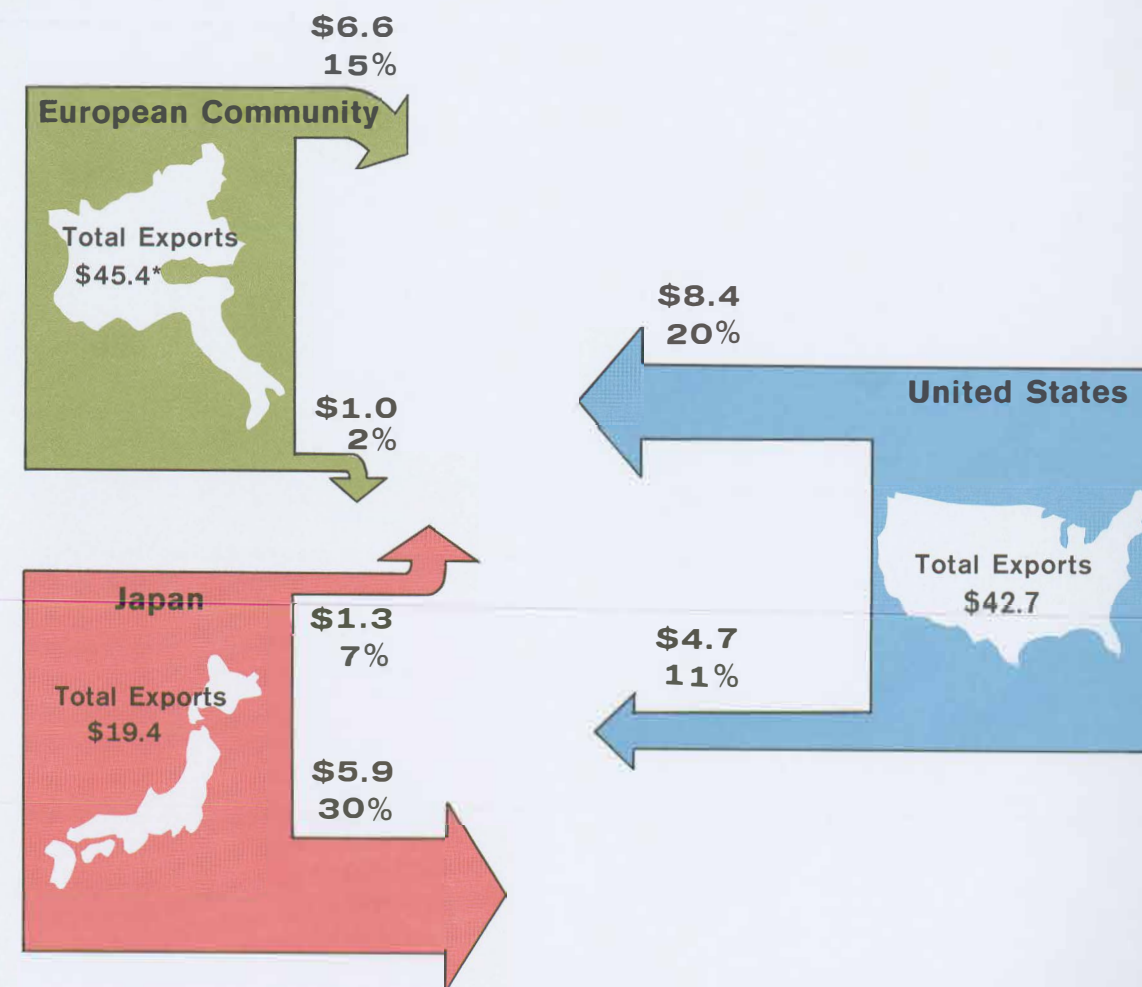 $6.6
15%
European Community
Total Exports
$45.4*
$1.0
2%
$8.4
20%
United States
Total Exports
$42.7
Japan
Total Exports
$19.4
$1.3
7%
$5.9
30%
$4.7
11%